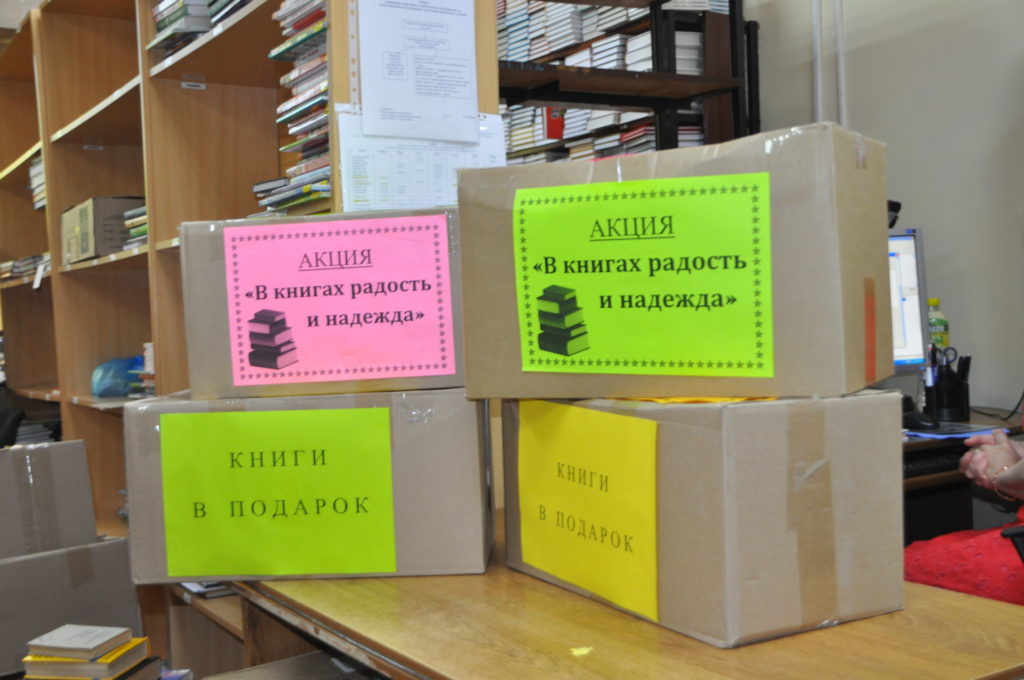 АКЦИЯ
«В книгах радость
и надежда»
АКЦИЯ
«В книгах радость
и надежда»
КНИГИ
В ПОДАРОК
КНИГИ
В ПОДАРОК